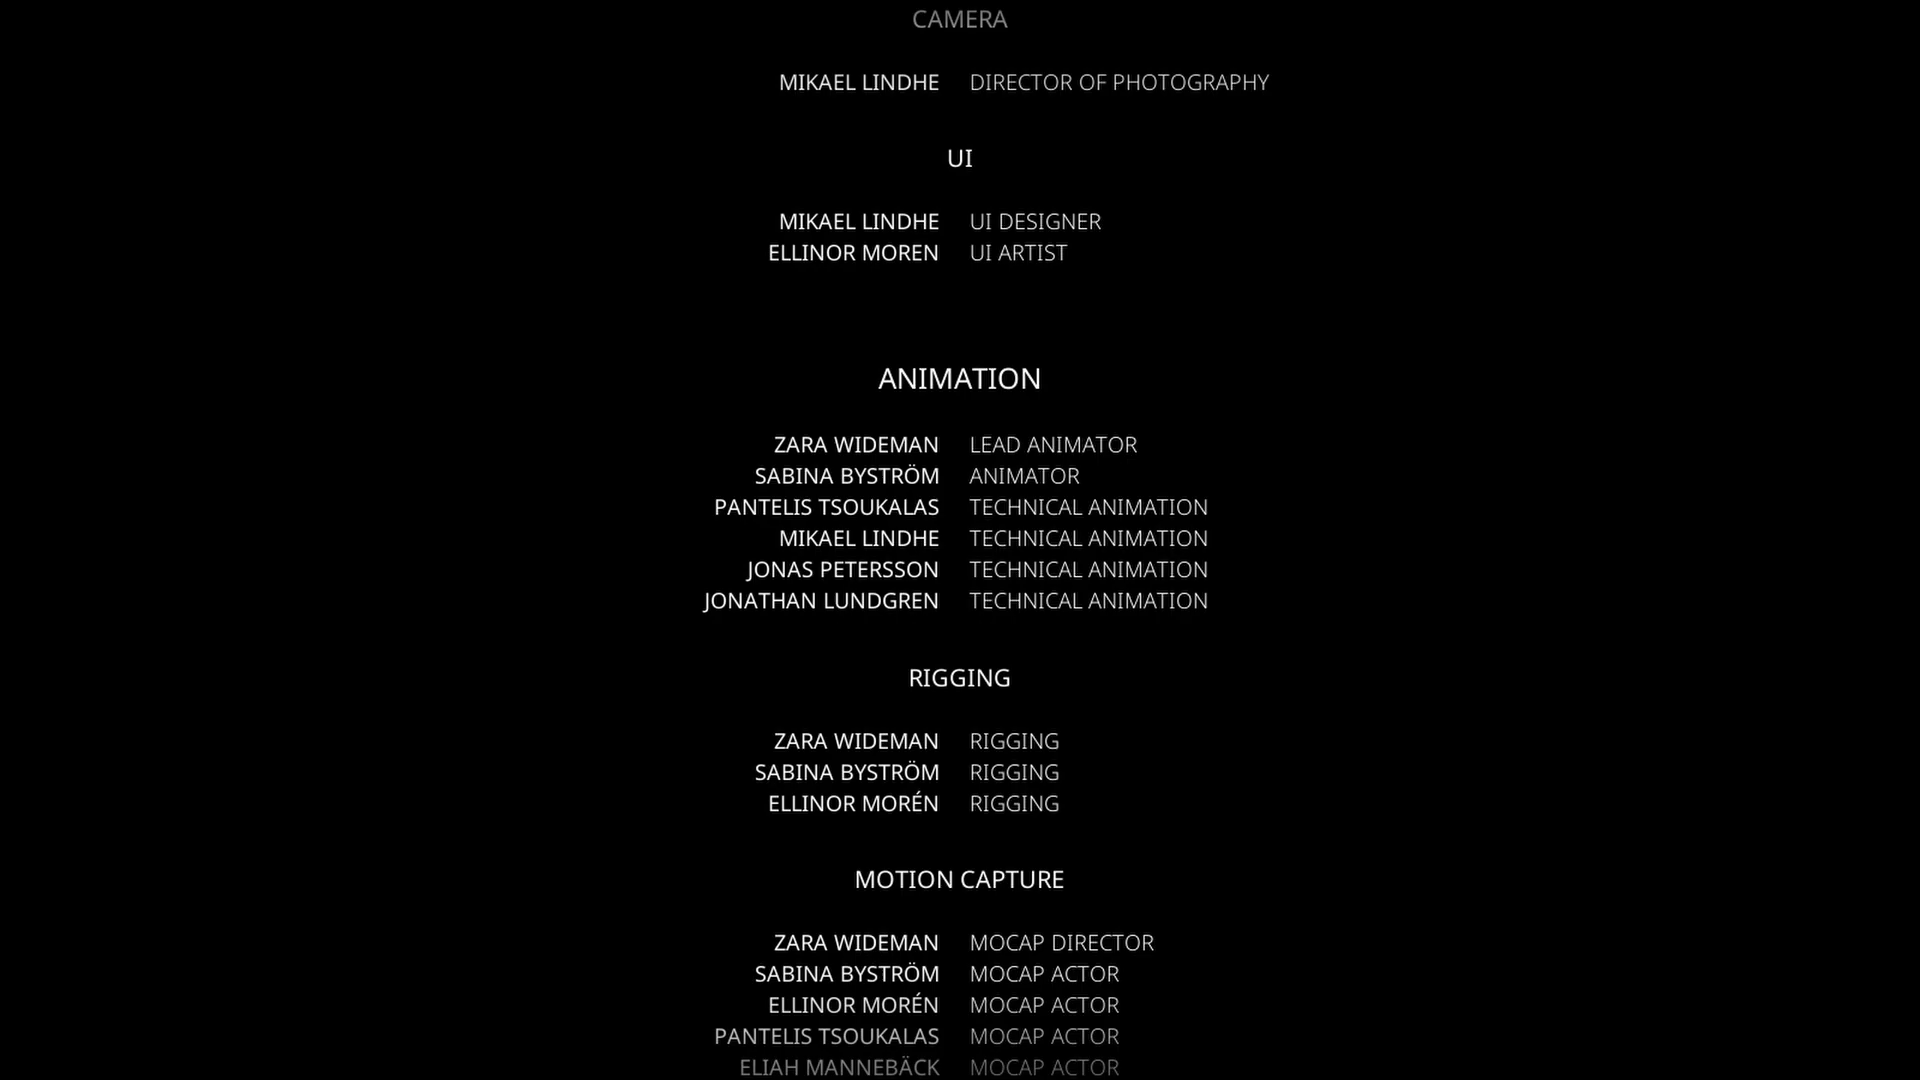 CAMERA
MIKAEL LINDHE DIRECTOR OF PHOTOGRAPHY
UI
MIKAEL LINDHE UI DESIGNER
ELLINOR MOREN UI ARTIST
ANIMATION
ZARA WIDEMAN LEAD ANIMATOR
SABINA BYSTRÖM ANIMATOR
PANTELIS TSOUKALAS TECHNICAL ANIMATION
MIKAEL LINDHE TECHNICAL ANIMATION
JONAS PETERSSON TECHNICAL ANIMATION
JONATHAN LUNDGREN TECHNICAL ANIMATION
RIGGING
ZARA WIDEMAN RIGGING
SABINA BYSTRÖM RIGGING
ELLINOR MORÉN RIGGING
MOTION CAPTURE
ZARA WIDEMAN MOCAP DIRECTOR
SABINA BYSTRÖM MOCAP ACTOR
ELLINOR MORÉN MOCAP ACTOR
PANTELIS TSOUKALAS MOCAP ACTOR
ELIAH MANNEBÄCK MOCAP ACTOR